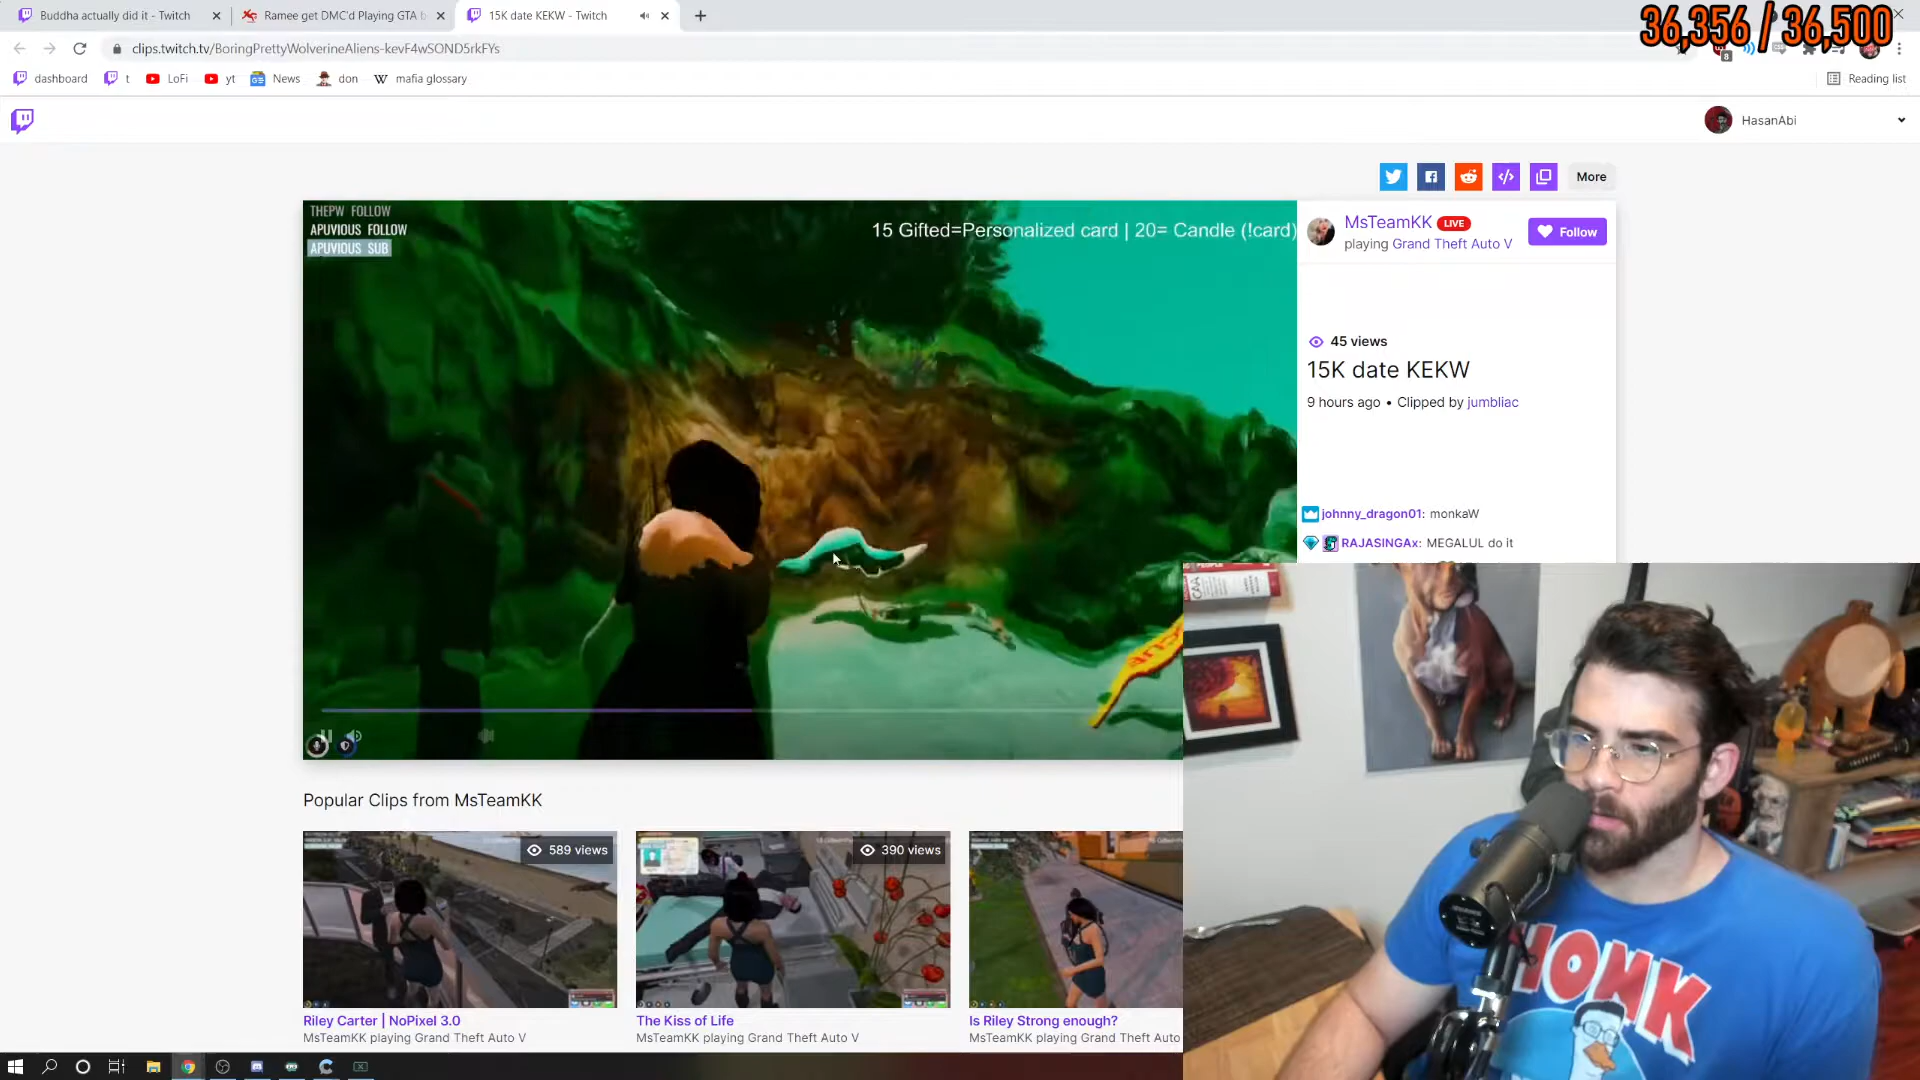 Buddha actually did it - Twitch
Ramee get DMC'd Playing GTA b
15K date KEKW - Twitch
36,356 / 36,500
clips.twitch.tv/BoringPrettyWolverineAliens-kevF4wSOND5rkFYs
8
dashboard
t
LoFi
yt
News
don
W mafia glossary
Reading list
HasanAbi
More
THEPW FOLLOW
APUVIOUS FOLLOW
APUVIOUS SUB
15 Gifted=Personalized card | 20= Candle (!card)
MsTeamKK LIVE
playing Grand Theft Auto V
Follow
45 views
15K date KEKW
9 hours ago • Clipped by jumbliac
johnny_dragon01: monkaW
RAJASINGAx: MEGALUL do it
Popular Clips from MsTeamKK
589 views
390 views
Riley Carter | NoPixel 3.0
MsTeamKK playing Grand Theft Auto V
The Kiss of Life
MsTeamKK playing Grand Theft Auto V
Is Riley Strong enough?
MsTeamKK playing Grand Theft Auto
HONK